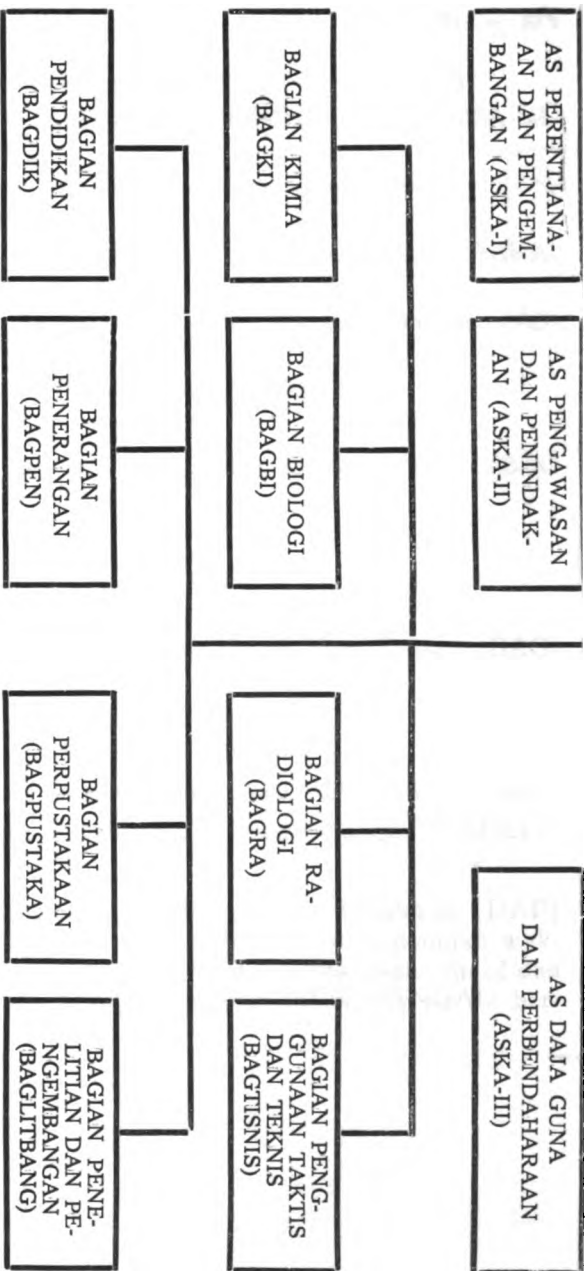 AS PERENTJANA-
AN DAN PENGEM-
BANGAN (ASKA-I)
AS PENGAWASAN
DAN PENINDAK-
AN (ASKA-II)
AS DAJA GUNA
DAN PERBENDAHARAAN
(ASKA-III)
BAGIAN KIMIA
(BAGKI)
BAGIAN BIOLOGI
(BAGBI)
BAGIAN RA-
DIOLOGI
(BAGRA)
BAGIAN PENG-
GUNAAN TAKTIS
DAN TEKNIS
(BAGTISNIS)
BAGIAN
PENDIDIKAN
(BAGDIK)
BAGIAN
PENERANGAN
(BAGPEN)
BAGIAN
PERPUSTAKAAN
(BAGPUSTAKA)
BAGIAN PENE-
LITIAN DAN PE-
NGEMBANGAN
(BAGLITBANG)